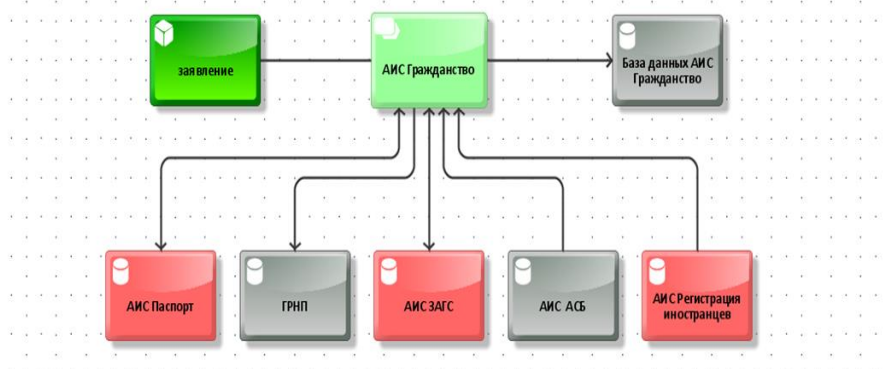 заявление
АИС Гражданство
База данных АИС
Гражданство
АИС Паспорт
ГРНП
АИС ЗАГС
АИС АСБ
АИС Регистрация
иностранцев